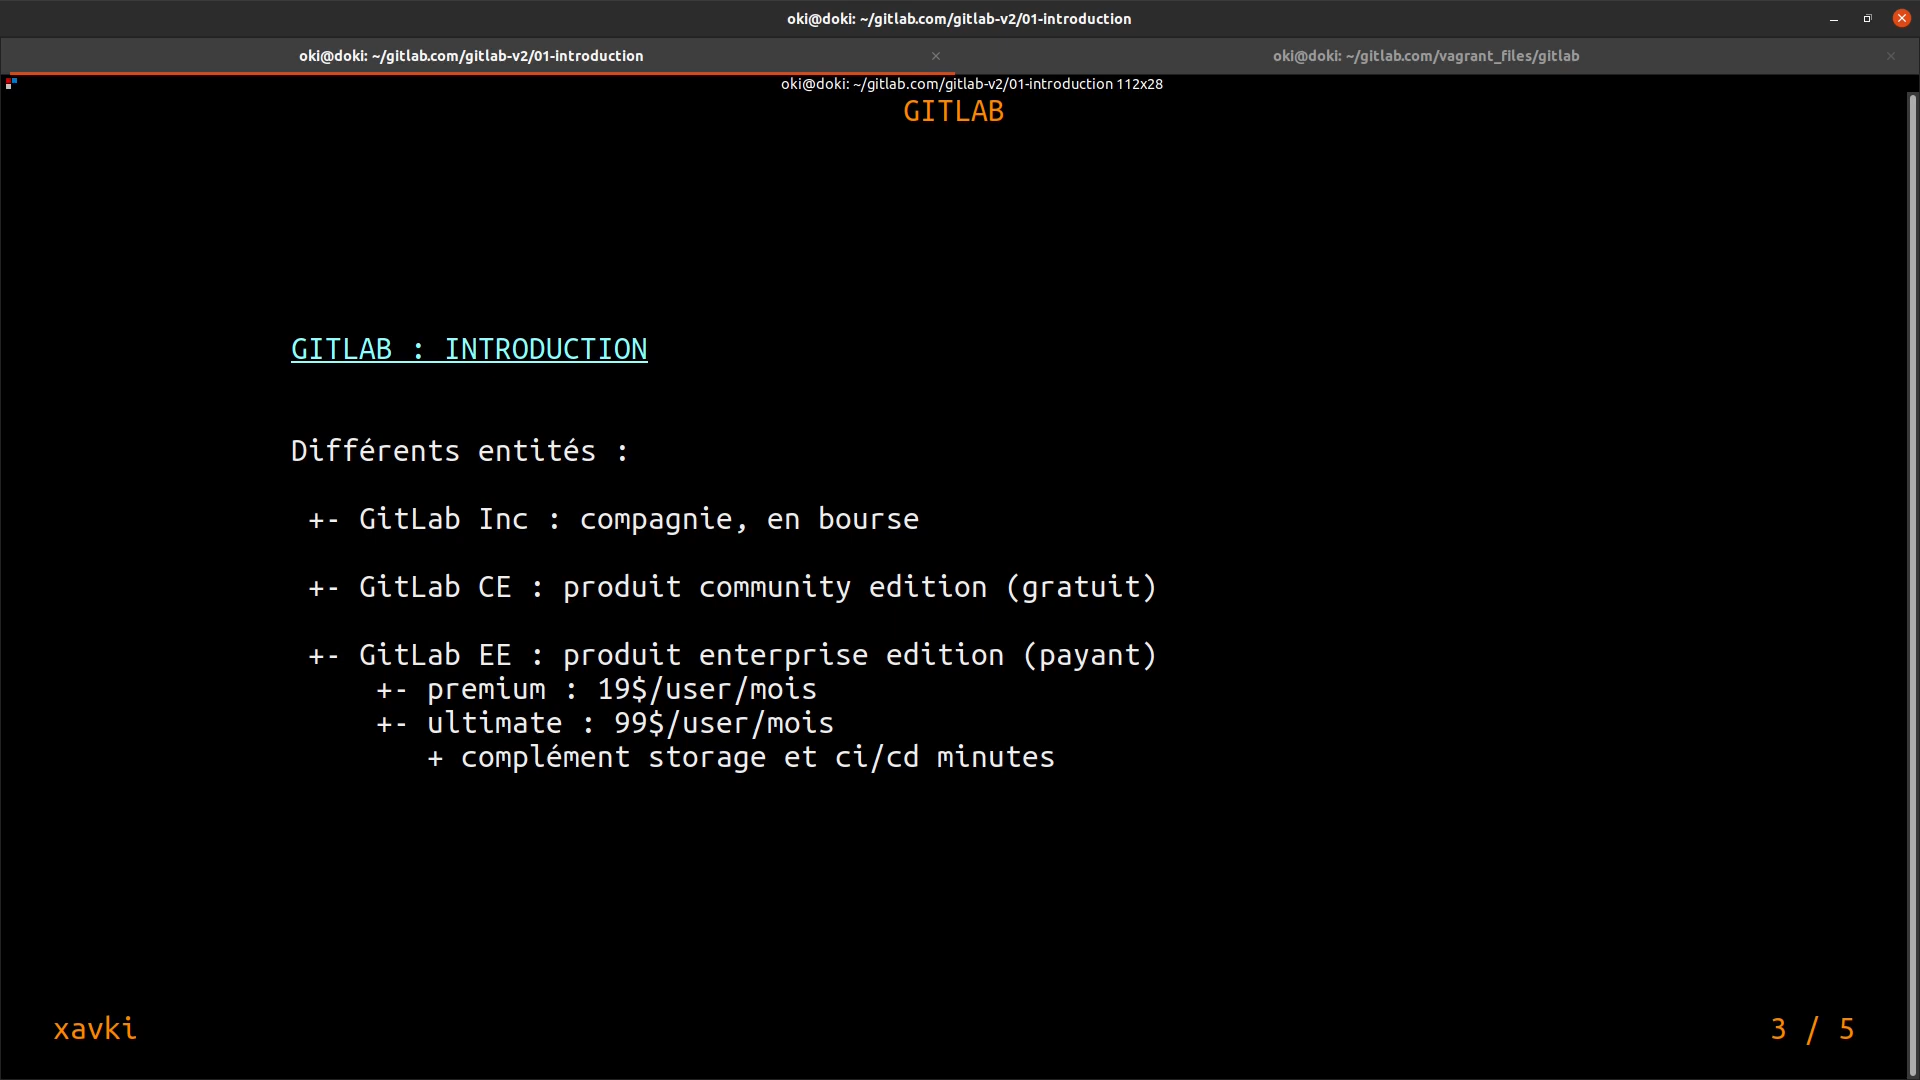 oki@doki: ~/gitlab.com/gitlab-v2/01-introduction
oki@doki: ~/gitlab.com/gitlab-v2/01-introduction
oki@doki: ~/gitlab.com/vagrant_files/gitlab
oki@doki: ~/gitlab.com/gitlab-v2/01-introduction 112x28
GITLAB
GITLAB : INTRODUCTION
Différents entités :
+- GitLab Inc : compagnie, en bourse
+- GitLab CE : produit community edition (gratuit)
+- GitLab EE : produit enterprise edition (payant)
+- premium : 19$/user/mois
+- ultimate : 99$/user/mois
+ complément storage et ci/cd minutes
xavki
3 / 5